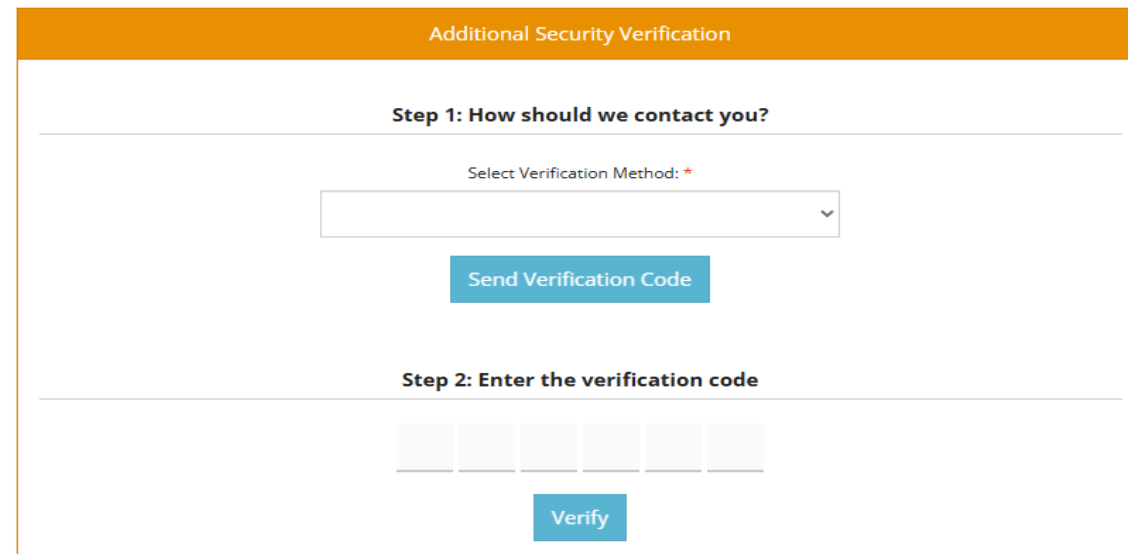 Additional Security Verification
Step 1: How should we contact you?
Select Verification Method: *
Send Verification Code
Step 2: Enter the verification code
Verify